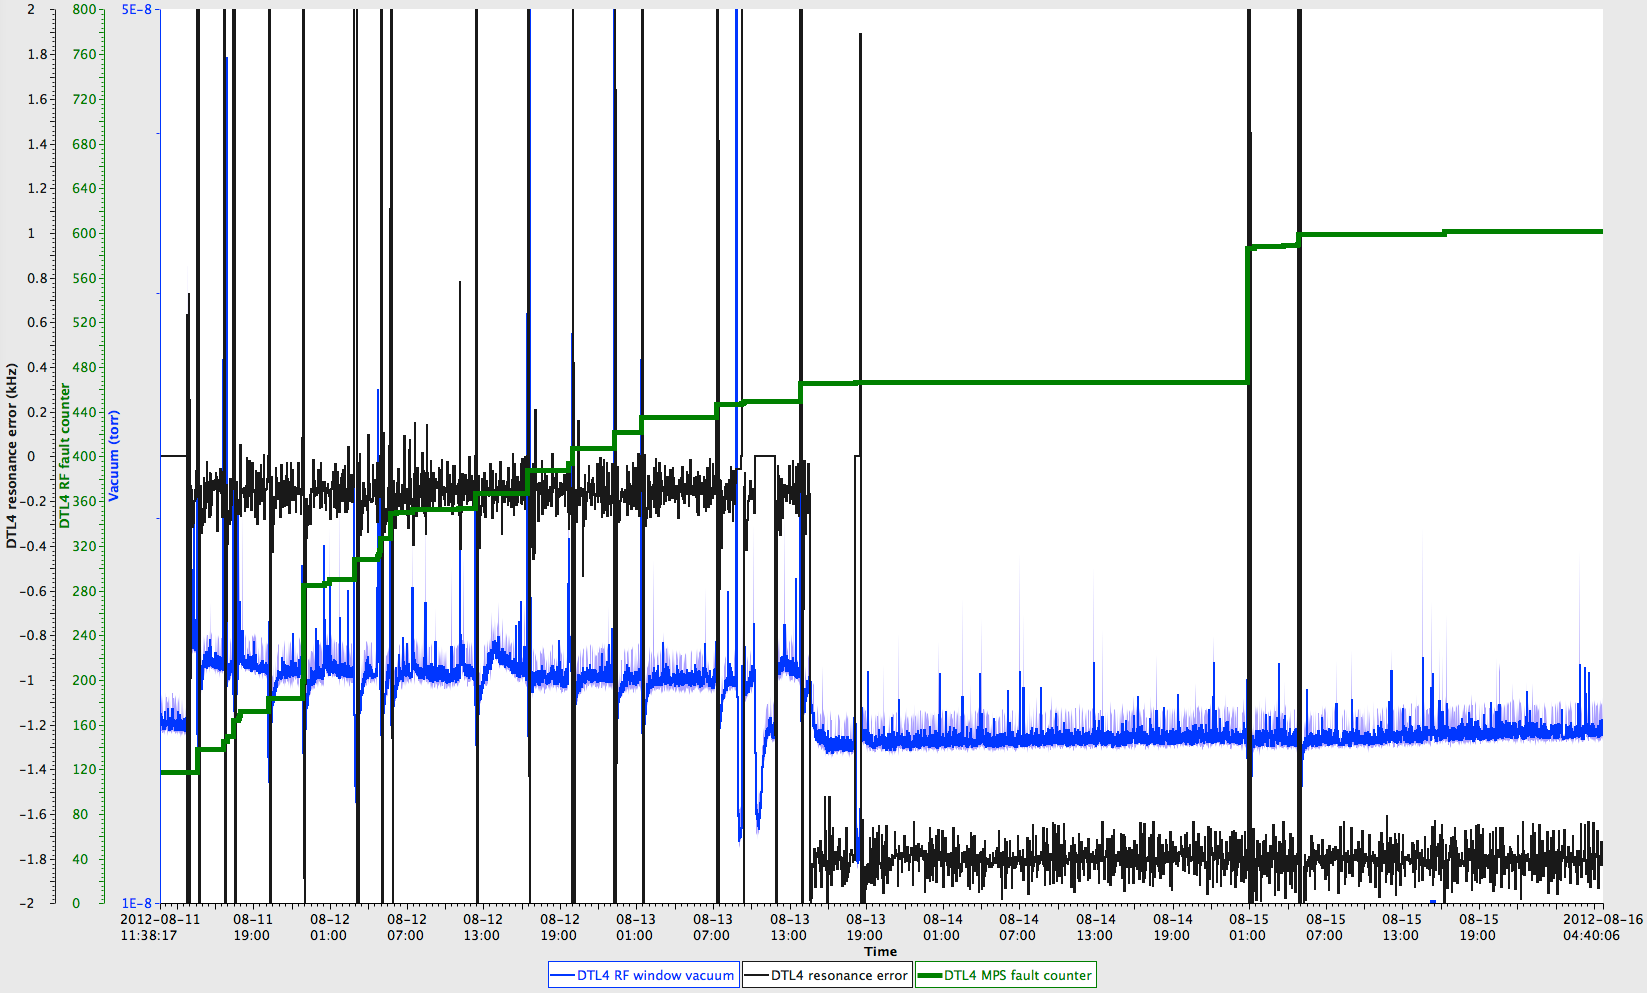 2 800 5E-8
1.8 760
1.6 720
1.4 680
1.2 640
1 600
0.8 560
0.6 520
0.4 480
0.2 440
0 400
-0.2 360
-0.4 320
-0.6 280
-0.8 240
-1 200
-1.2 160
-1.4 120
-1.6 80
-1.8 40
-2 0 1E-8
DTL4 resonance error (kHz)
DTL4 RF fault counter
Vacuum (torr)
2012-08-11 08-11 08-12 08-12 08-12 08-12 08-13 08-13 08-13 08-13 08-14 08-14 08-14 08-14 08-15 08-15 08-15 08-15 2012-08-16
11:38:17 19:00 01:00 07:00 13:00 19:00 01:00 07:00 13:00 19:00 01:00 07:00 13:00 19:00 01:00 07:00 13:00 19:00 04:40:06
Time
DTL4 RF window vacuum DTL4 resonance error DTL4 MPS fault counter